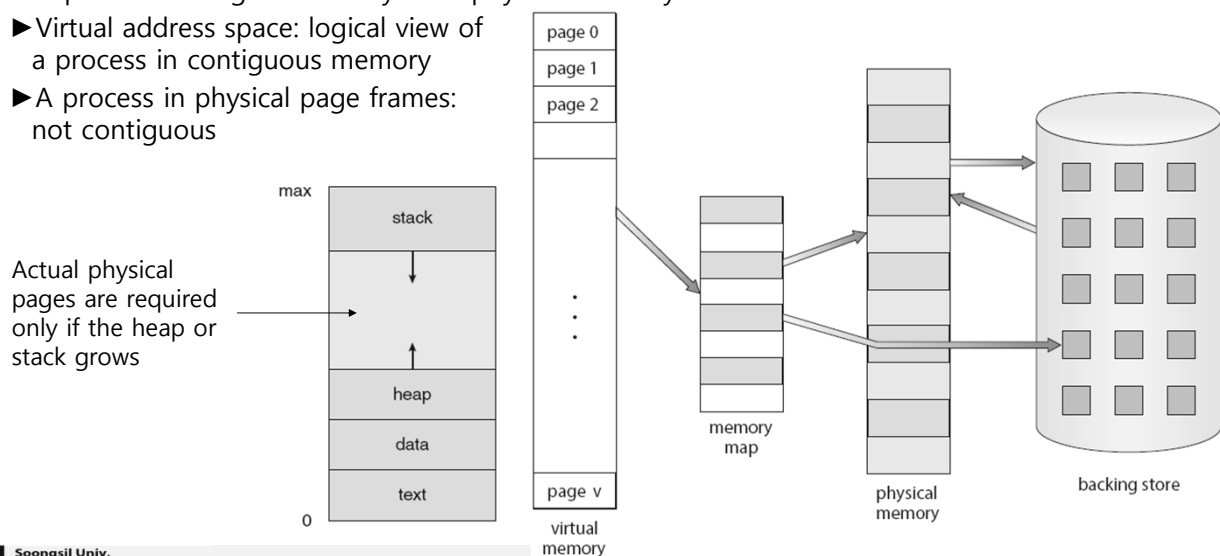 ►Virtual address space: logical view of
a process in contiguous memory
►A process in physical page frames:
not contiguous
Actual physical
pages are required
only if the heap or
stack grows
max
stack
heap
data
text
0
page 0
page 1
page 2
page v
virtual
memory
memory
map
physical
memory
backing store
Soongsil Univ.